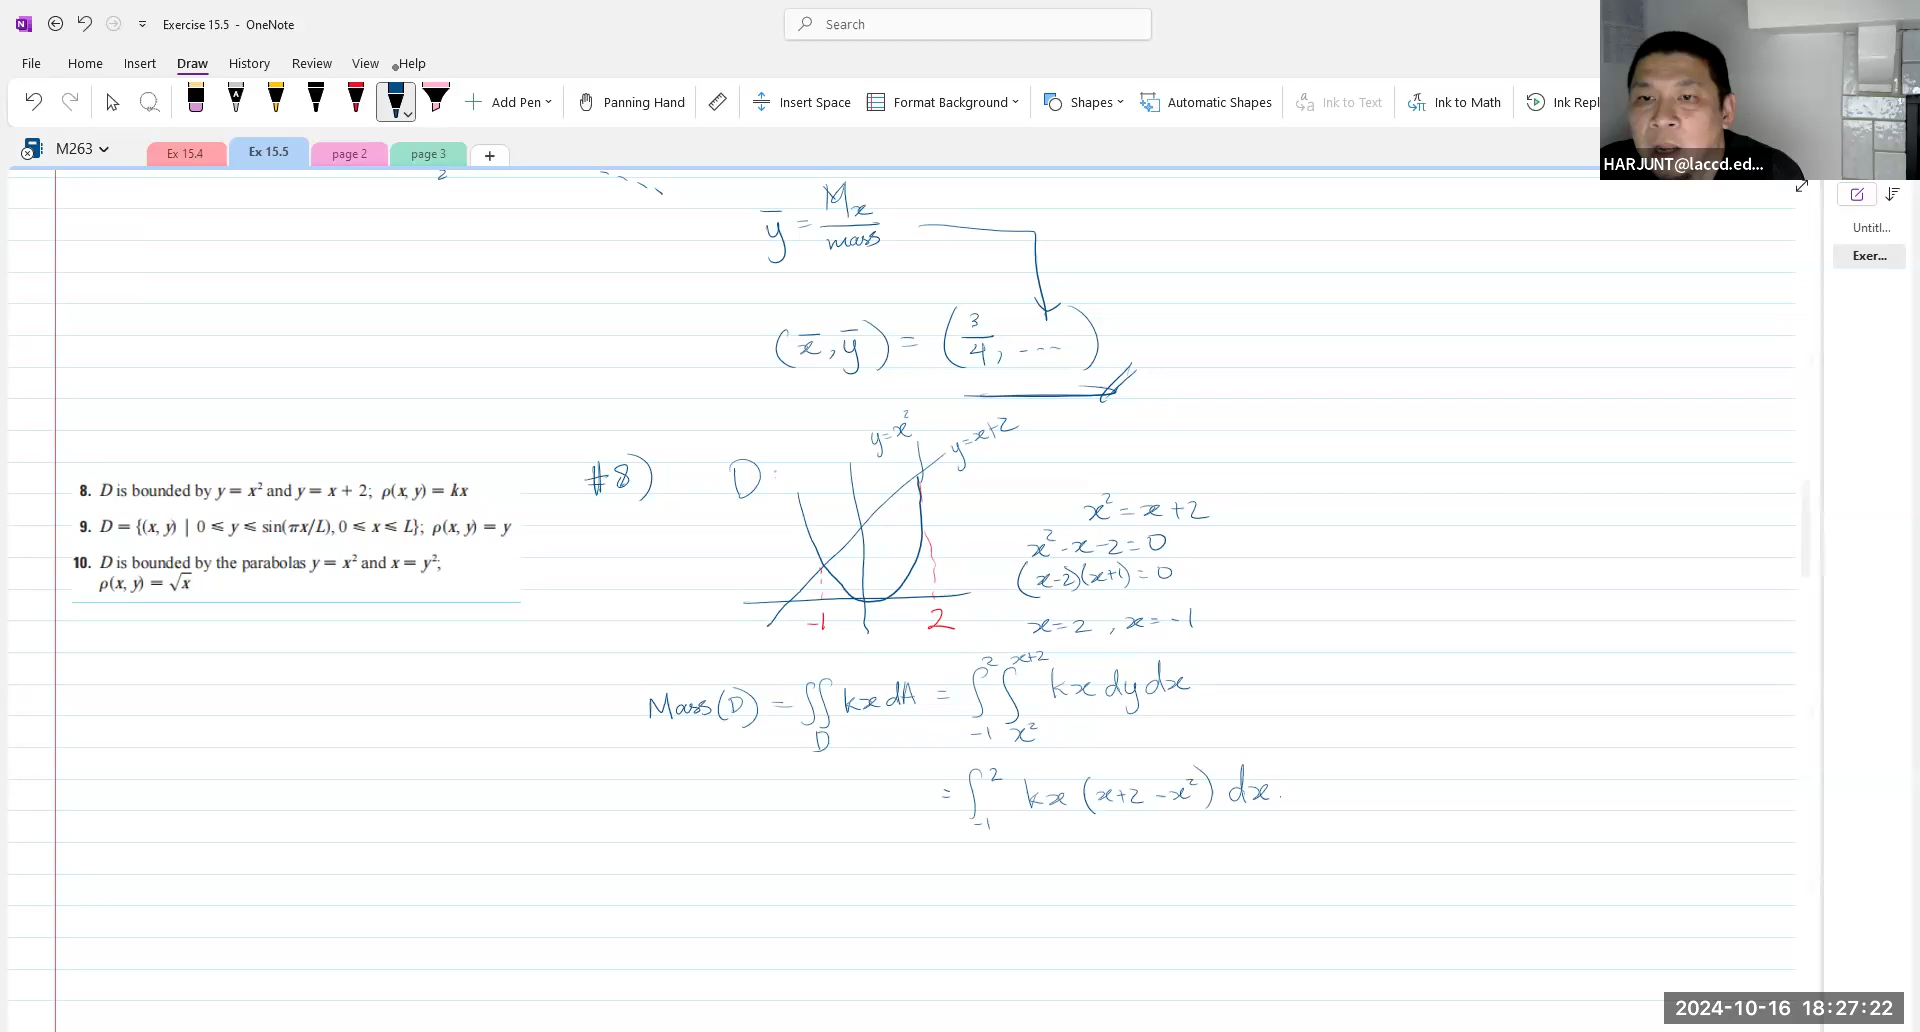 Exercise 15.5 - OneNote
Search
File Home Insert Draw History Review View Help
Add Pen Panning Hand Insert Space Format Background Shapes Automatic Shapes Ink to Text Ink to Math Ink Repl
HARJUNT@laccd.ed...
M263 Ex 15.4 Ex 15.5 page 2 page 3
Untitl...
Exer...
2
y̅ = Mx / mass
(x̅, y̅) = (3/4, ----)
8. D is bounded by y = x² and y = x + 2; ρ(x, y) = kx
9. D = {(x, y) | 0 ≤ y ≤ sin(πx/L), 0 ≤ x ≤ L}; ρ(x, y) = y
10. D is bounded by the parabolas y = x² and x = y²;
ρ(x, y) = √x
#8) D:
y=x² y=x+2
-1 2
x² = x+2
x²-x-2=0
(x-2)(x+1)=0
x=2, x=-1
Mass(D) = ∬_D kx dA = ∫_{-1}^{2} ∫_{x²}^{x+2} kx dy dx
= ∫_{-1}^{2} kx (x+2-x²) dx.
2024-10-16 18:27:22